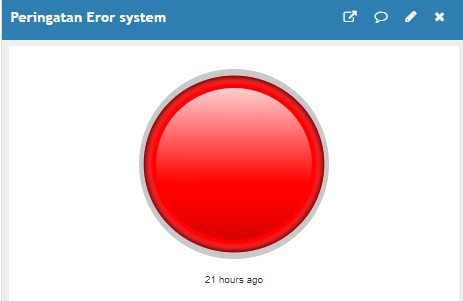 Peringatan Eror system
21 hours ago